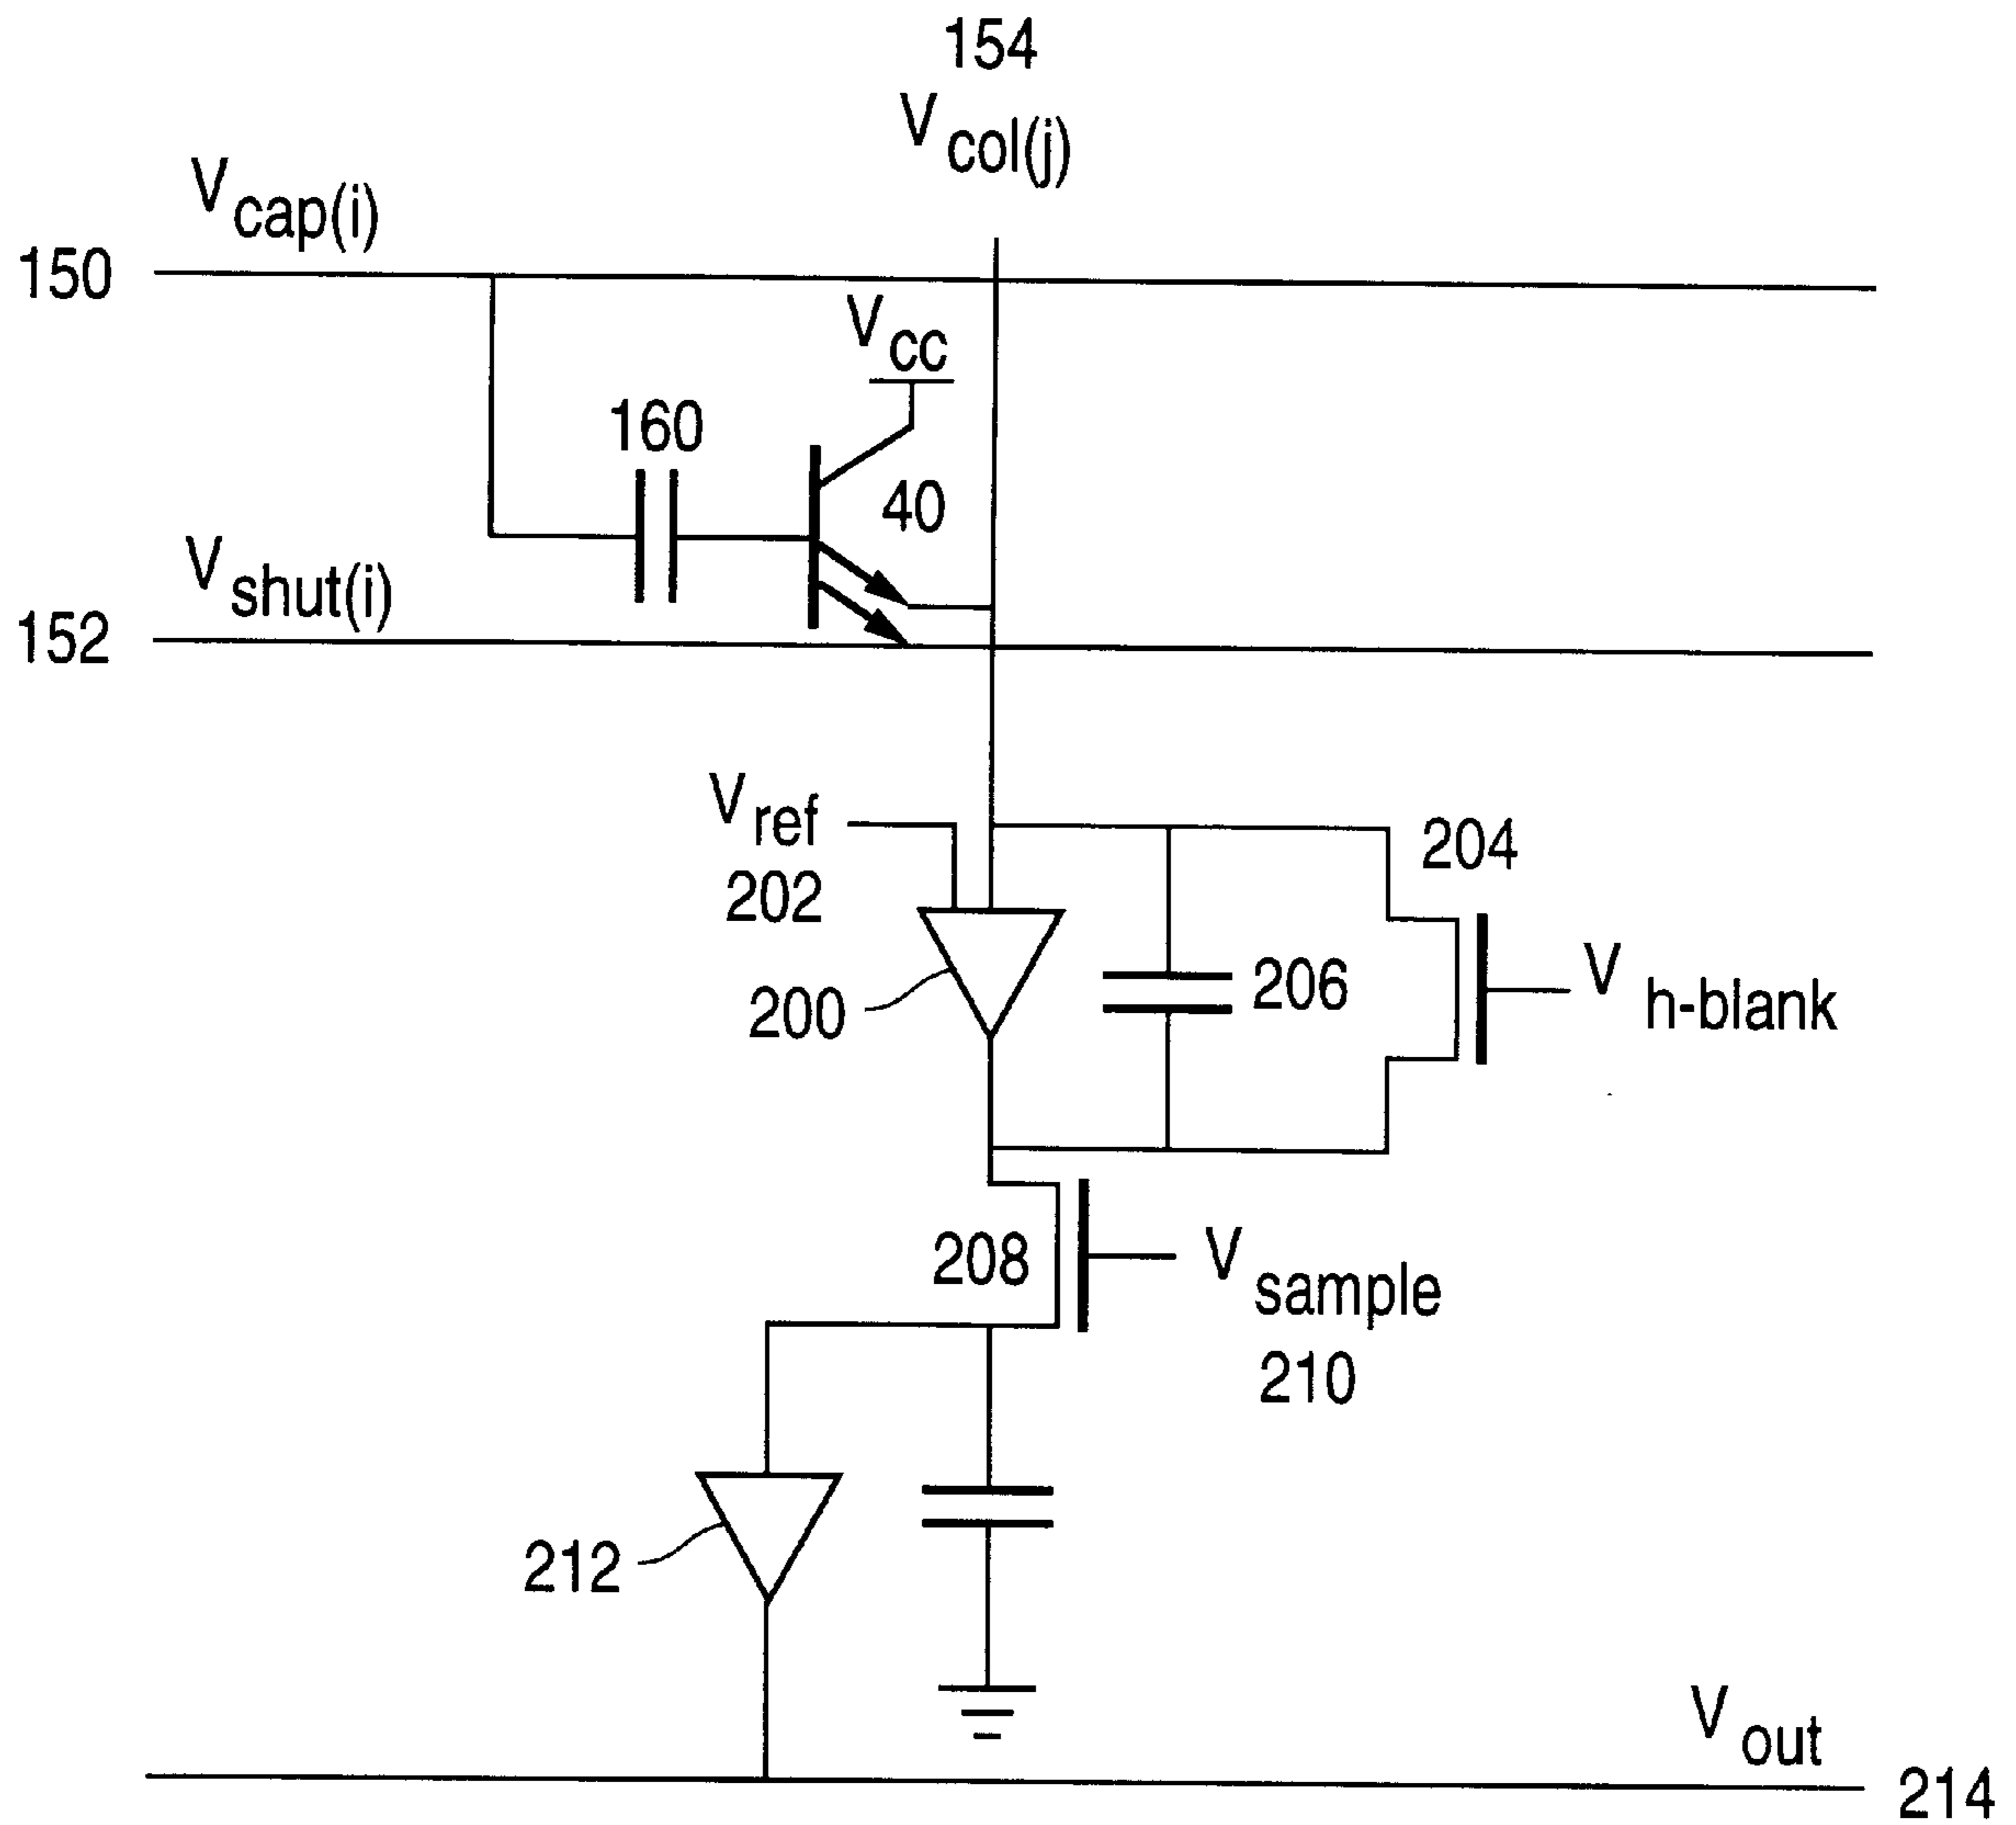 154
Vcol(j)
Vcap(i)
150
Vcc
160
40
Vshut(i)
152
Vref
202
204
200
206
V h-blank
208
Vsample
210
212
Vout
214